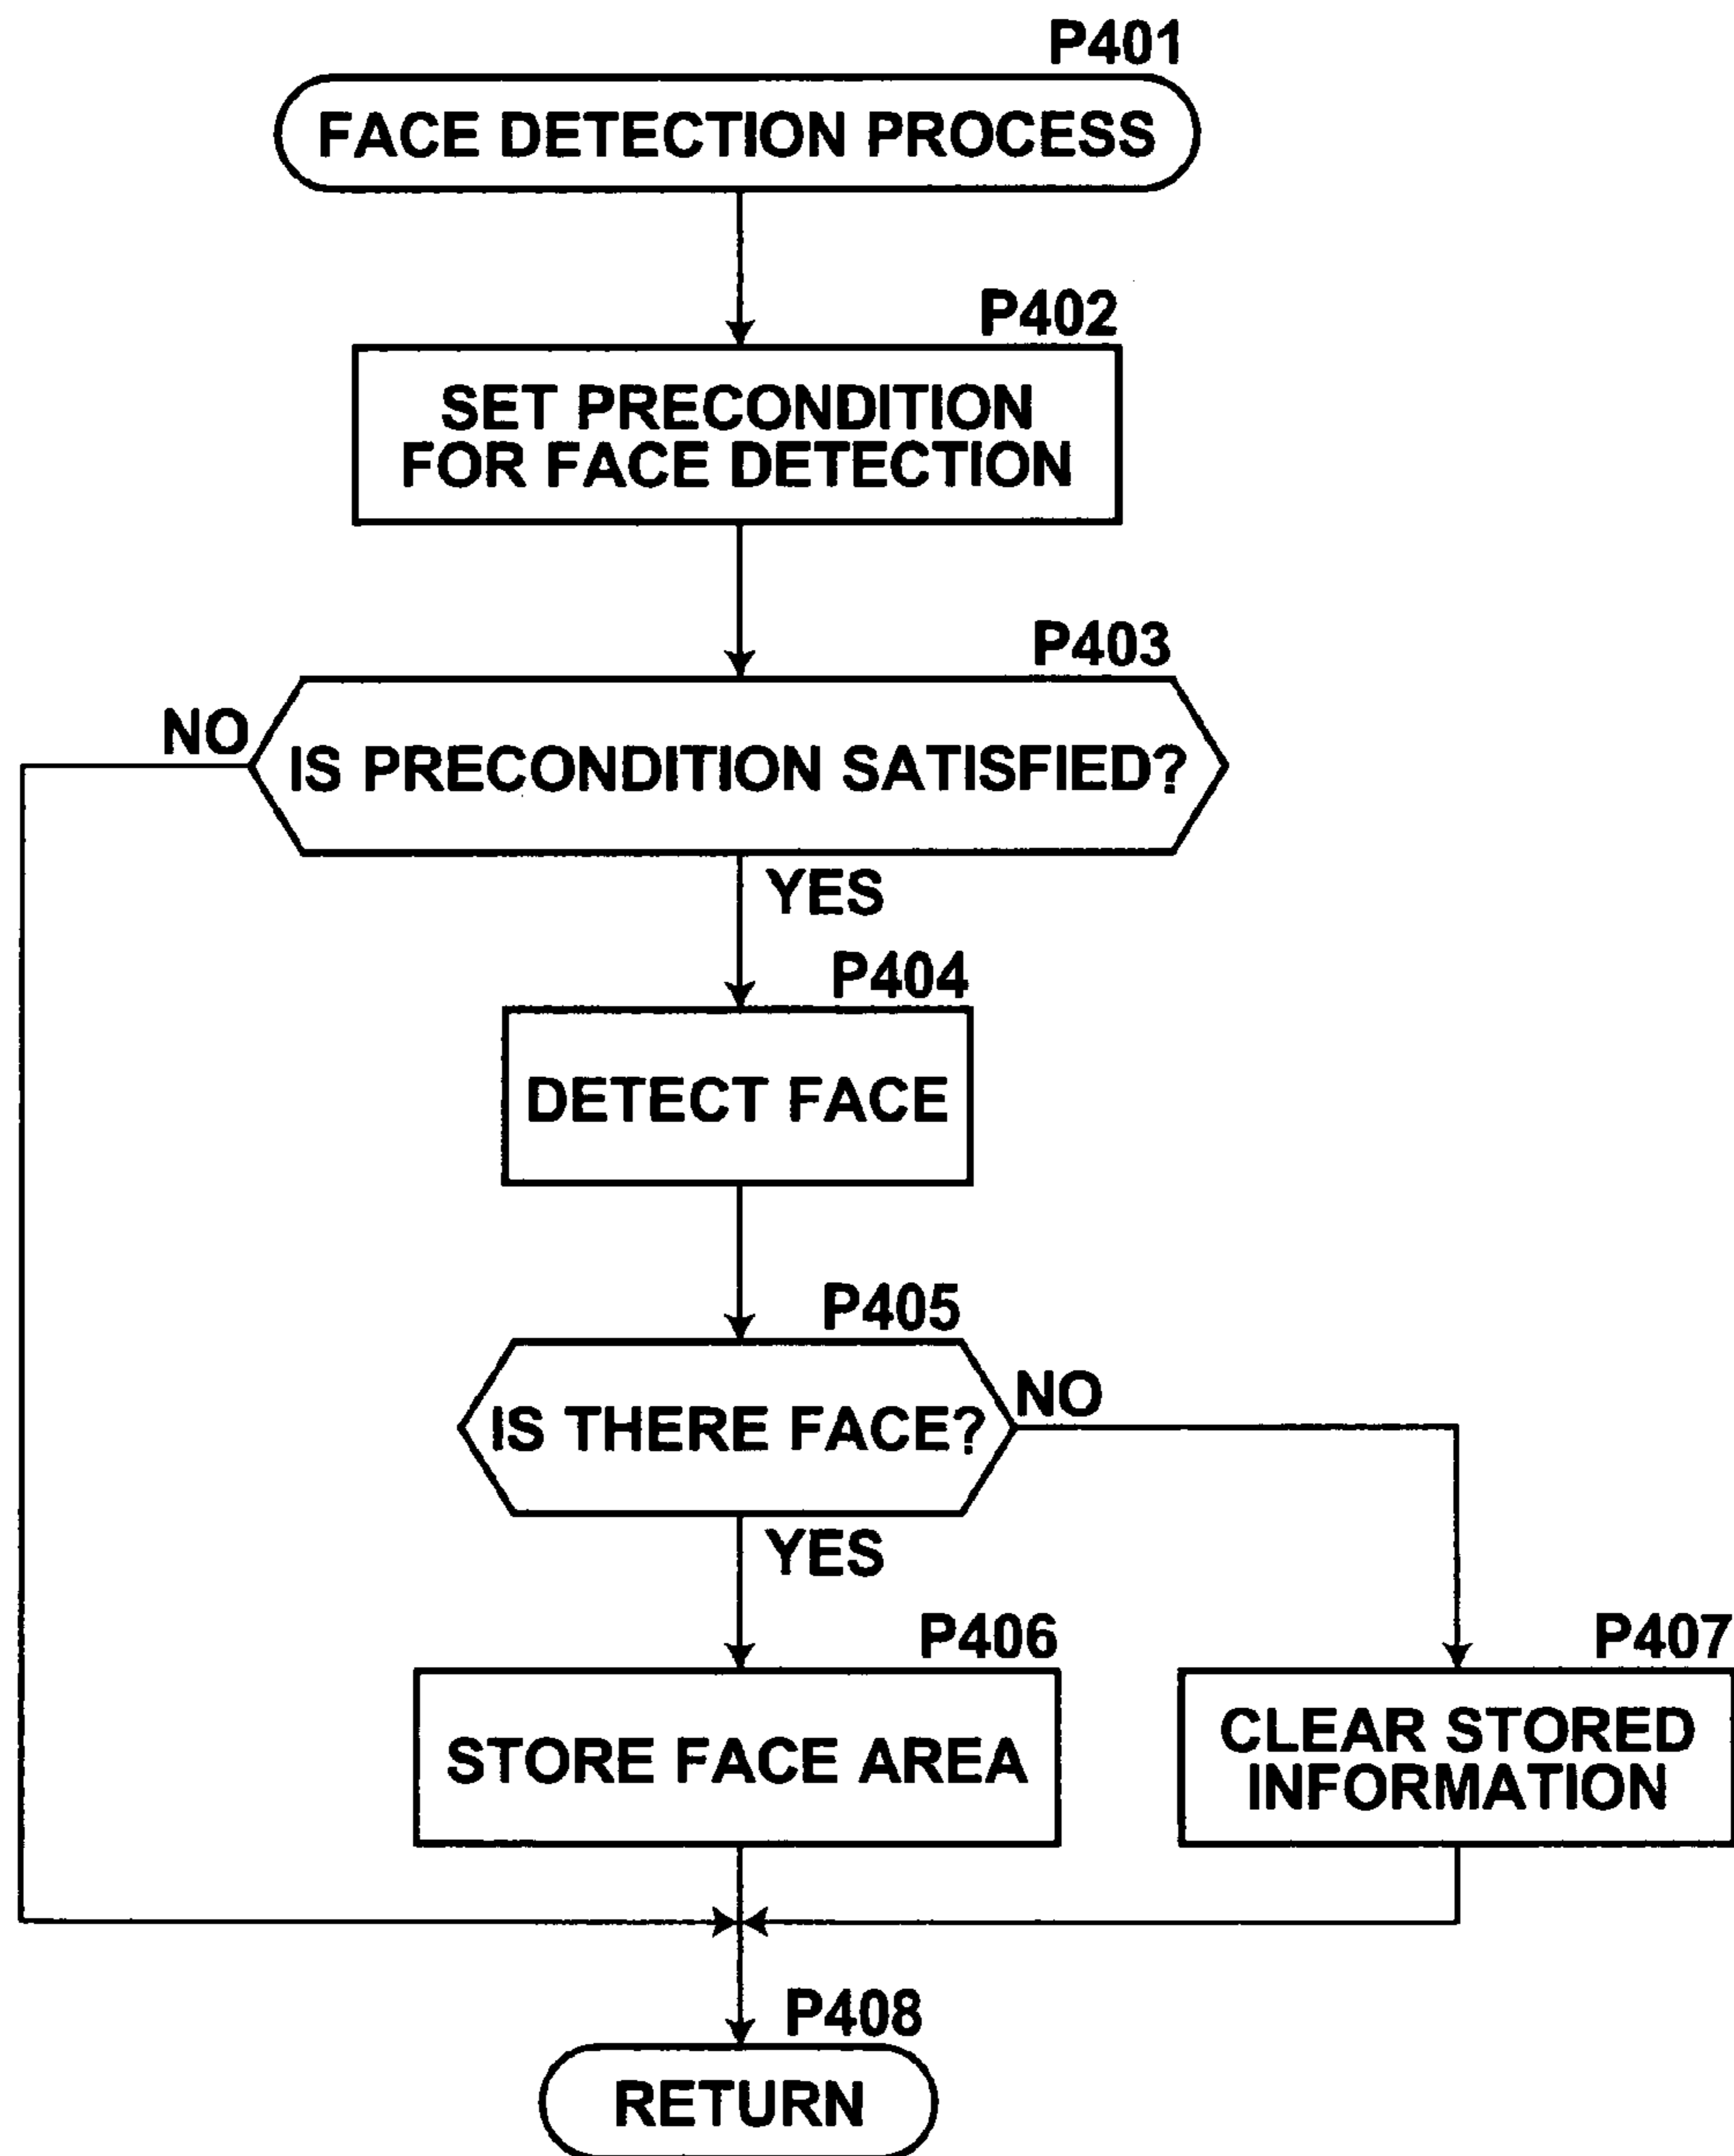 P401
FACE DETECTION PROCESS
P402
SET PRECONDITION
FOR FACE DETECTION
P403
NO
IS PRECONDITION SATISFIED?
YES
P404
DETECT FACE
P405
IS THERE FACE?
NO
YES
P406
STORE FACE AREA
P407
CLEAR STORED
INFORMATION
P408
RETURN